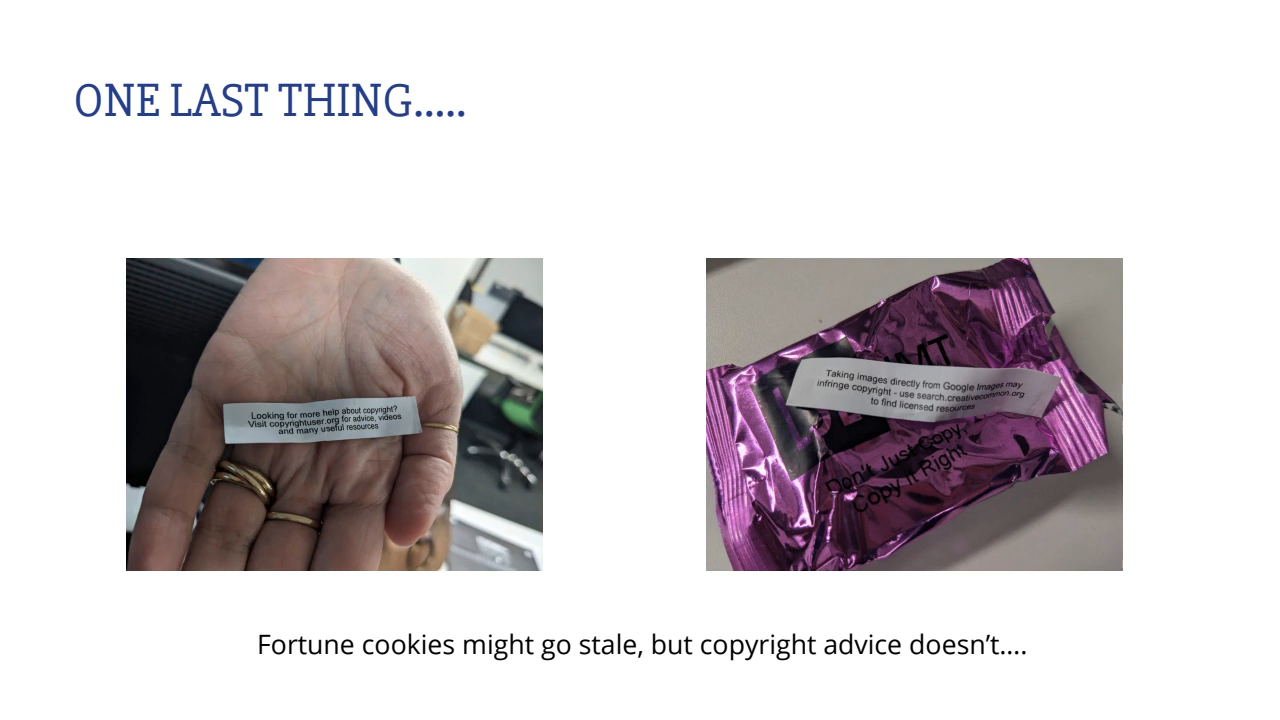 ONE LAST THING.....
Looking for more help about copyright?
Visit copyrightuser.org for advice, videos
and many useful resources
Taking images directly from Google Images may
infringe copyright - use search.creativecommon.org
to find licensed resources
Don't Just Copy
Copy it Right
Fortune cookies might go stale, but copyright advice doesn’t....